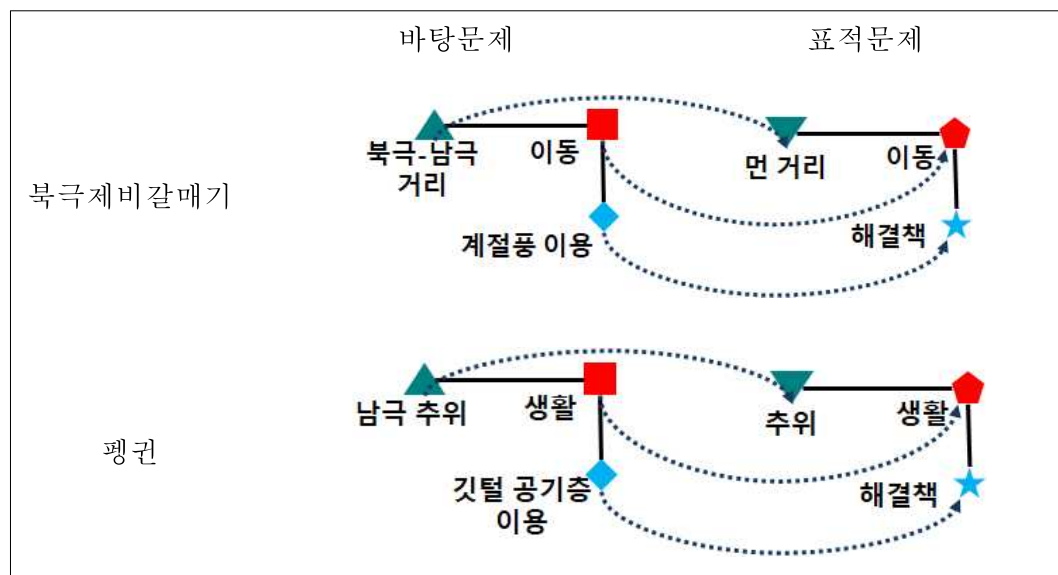 바탕문제
표적문제
북극제비갈매기
북극-남극
거리
이동
계절풍 이용
먼 거리
이동
해결책
펭귄
남극 추위
생활
깃털 공기층
이용
추위
생활
해결책